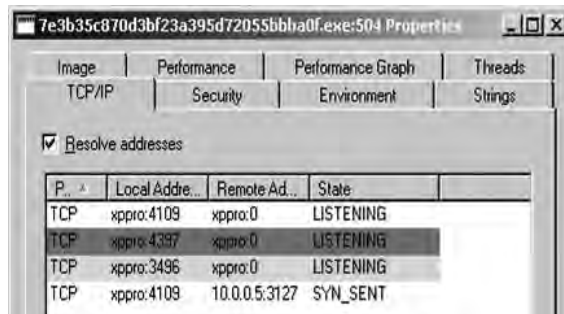 7e3b35c870d3bf23a395d72055bbba0f.exe:504 Properties
Image Performance Performance Graph Threads
TCP/IP Security Environment Strings
Resolve addresses
P.. Local Addre... Remote Ad... State
TCP xppro:4109 xppro:0 LISTENING
TCP xppro:4397 xppro:0 LISTENING
TCP xppro:3496 xppro:0 LISTENING
TCP xppro:4109 10.0.0.5:3127 SYN_SENT